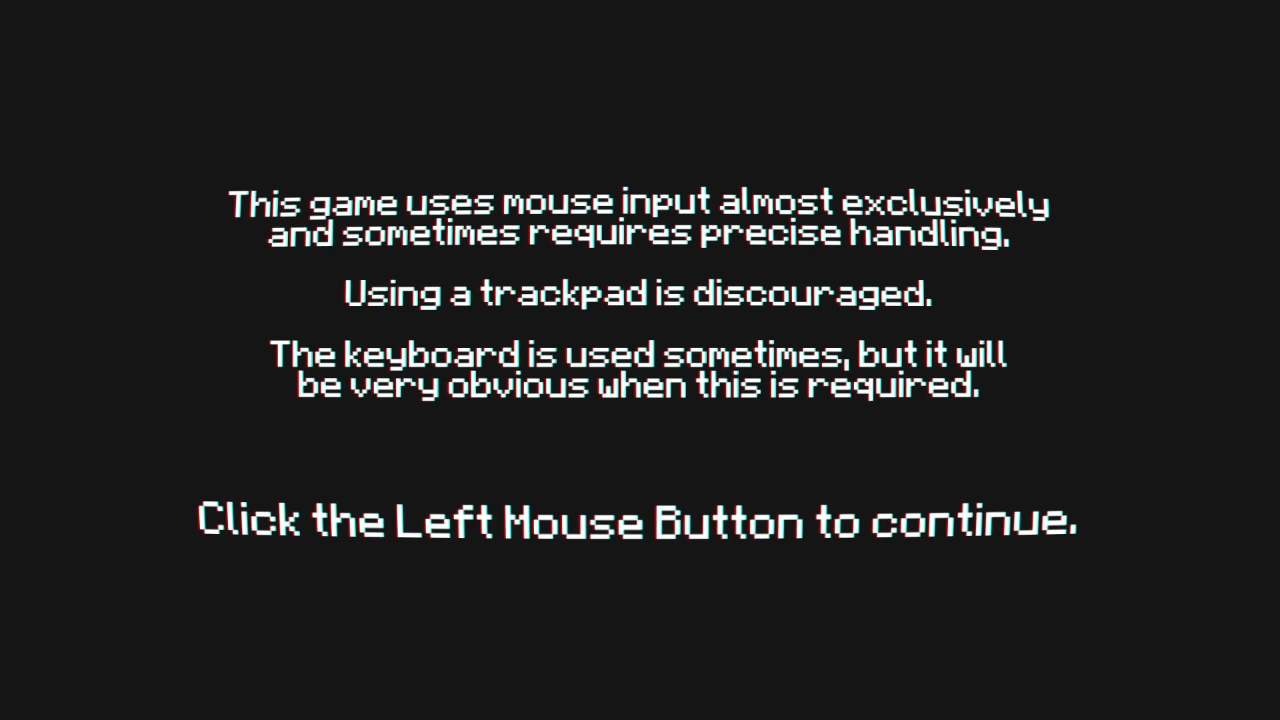 This game uses mouse input almost exclusively
and sometimes requires precise handling.
Using a trackpad is discouraged.
The keyboard is used sometimes, but it will
be very obvious when this is required.
Click the Left Mouse Button to continue.